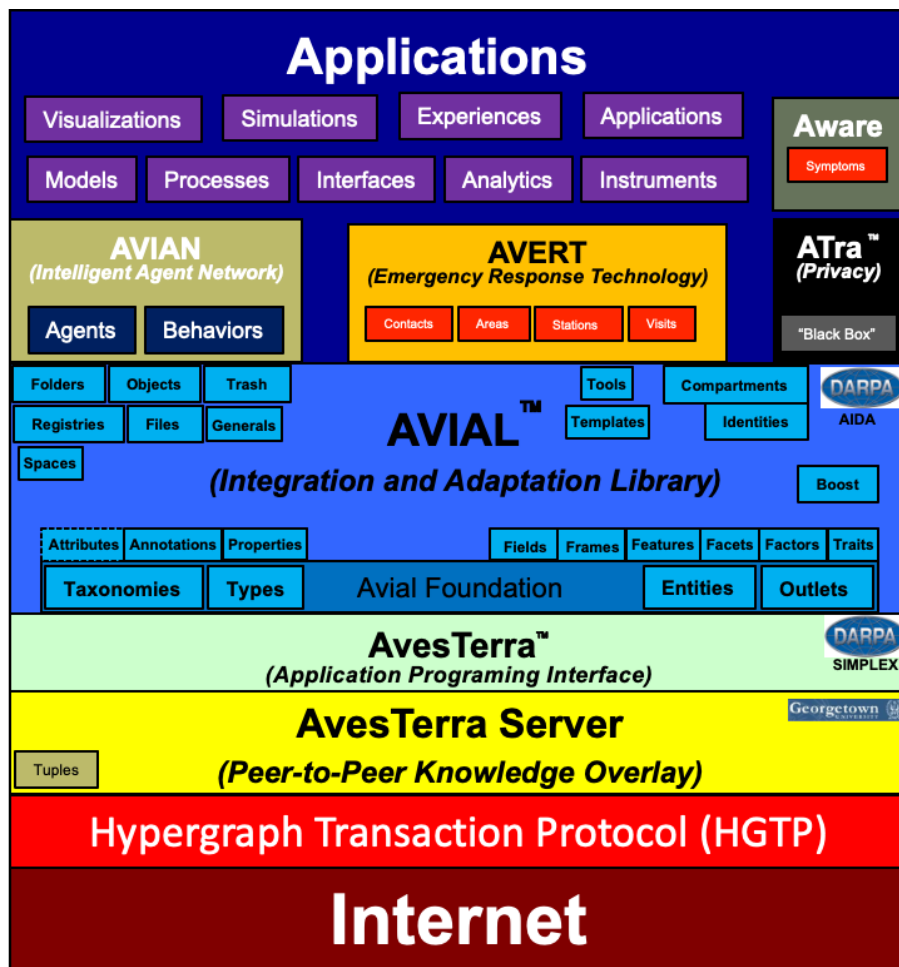 Applications
Visualizations
Simulations
Experiences
Applications
Models
Processes
Interfaces
Analytics
Instruments
Aware
Symptoms
AVIAN
(Intelligent Agent Network)
Agents
Behaviors
AVERT
(Emergency Response Technology)
Contacts
Areas
Stations
Visits
ATra™
(Privacy)
"Black Box"
Folders
Objects
Trash
Registries
Files
Generals
Spaces
AVIAL™
(Integration and Adaptation Library)
Tools
Templates
Compartments
Identities
DARPA
AIDA
Boost
Attributes
Annotations
Properties
Fields
Frames
Features
Facets
Factors
Traits
Taxonomies
Types
Avial Foundation
Entities
Outlets
AvesTerra™
(Application Programing Interface)
DARPA
SIMPLEX
AvesTerra Server
(Peer-to-Peer Knowledge Overlay)
Georgetown
UNIVERSITY
Tuples
Hypergraph Transaction Protocol (HGTP)
Internet